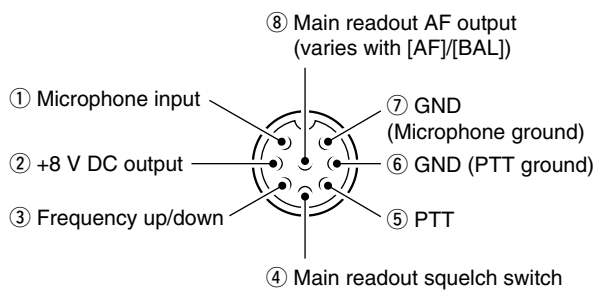 ⑧ Main readout AF output
(varies with [AF]/[BAL])
① Microphone input
⑦ GND
(Microphone ground)
② +8 V DC output
⑥ GND (PTT ground)
③ Frequency up/down
⑤ PTT
④ Main readout squelch switch